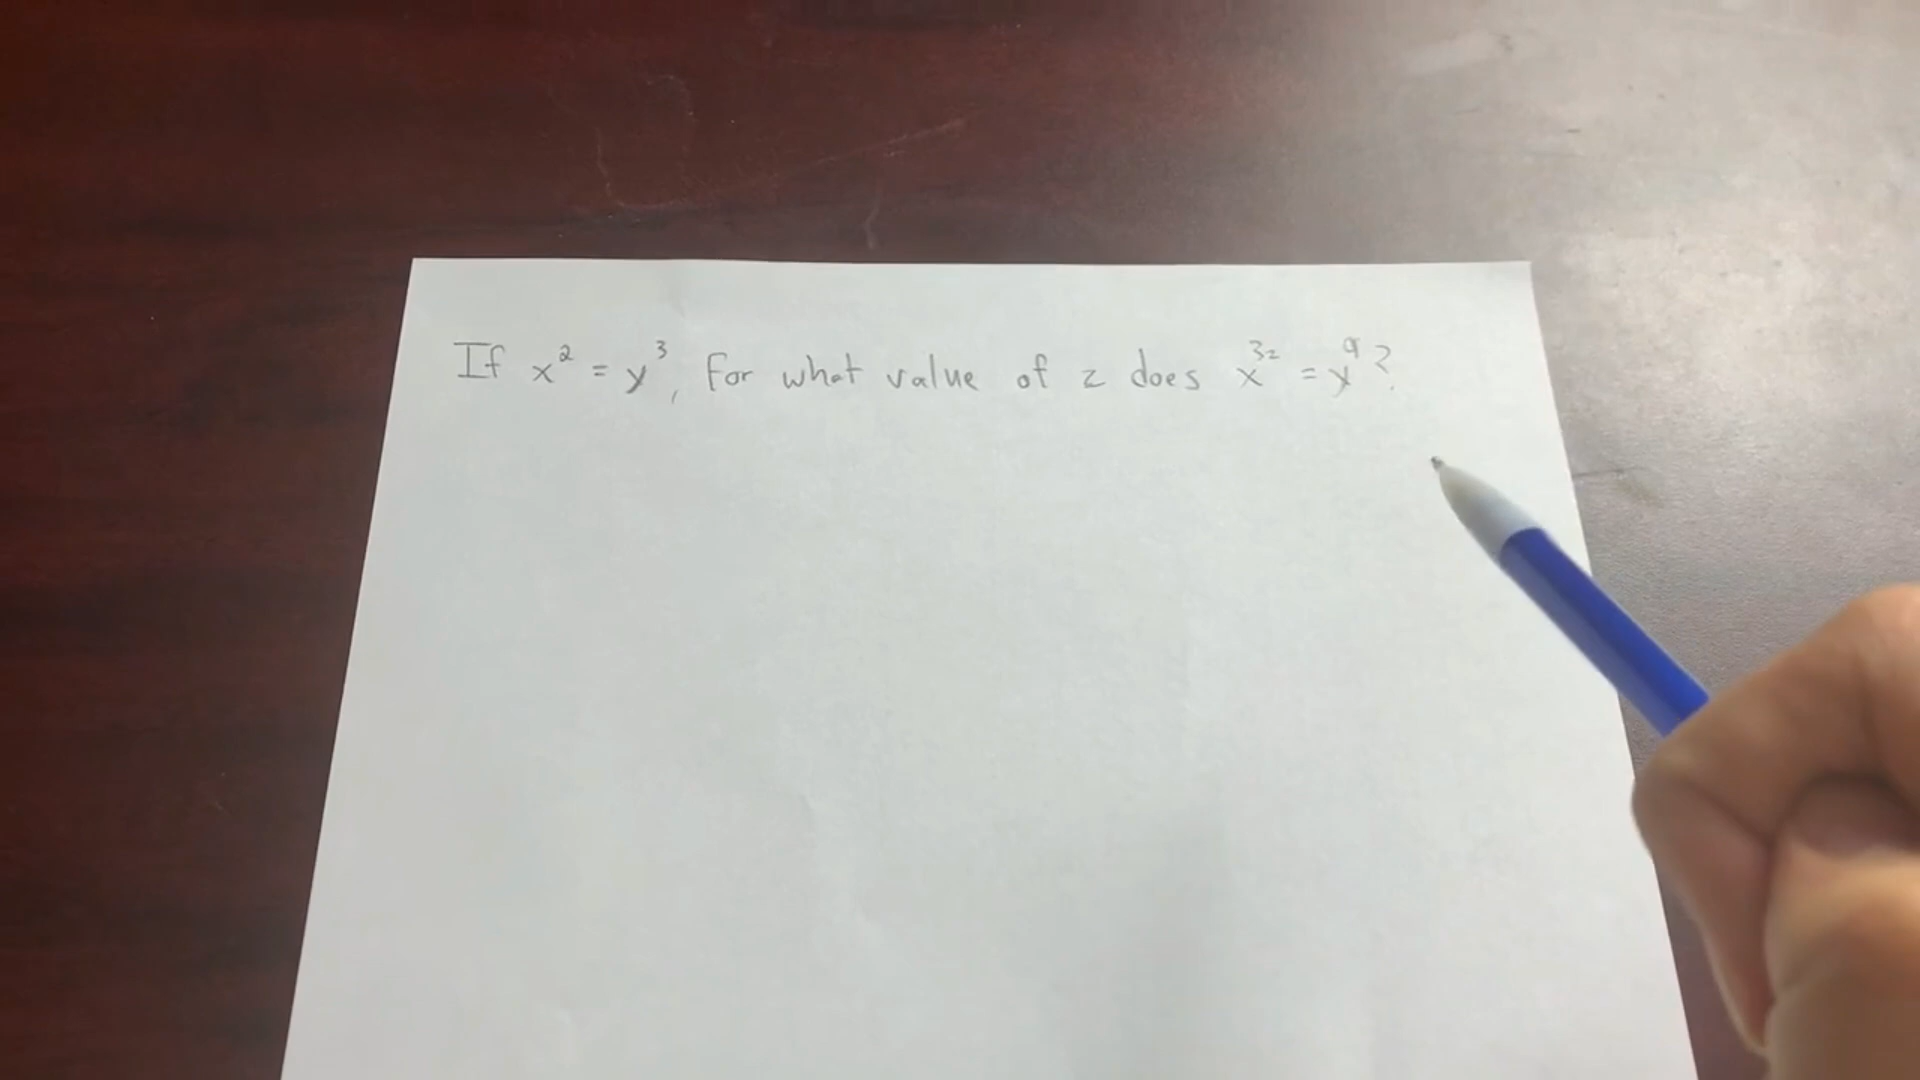 If x² = y³, for what value of z does x³ᶻ = y⁹?